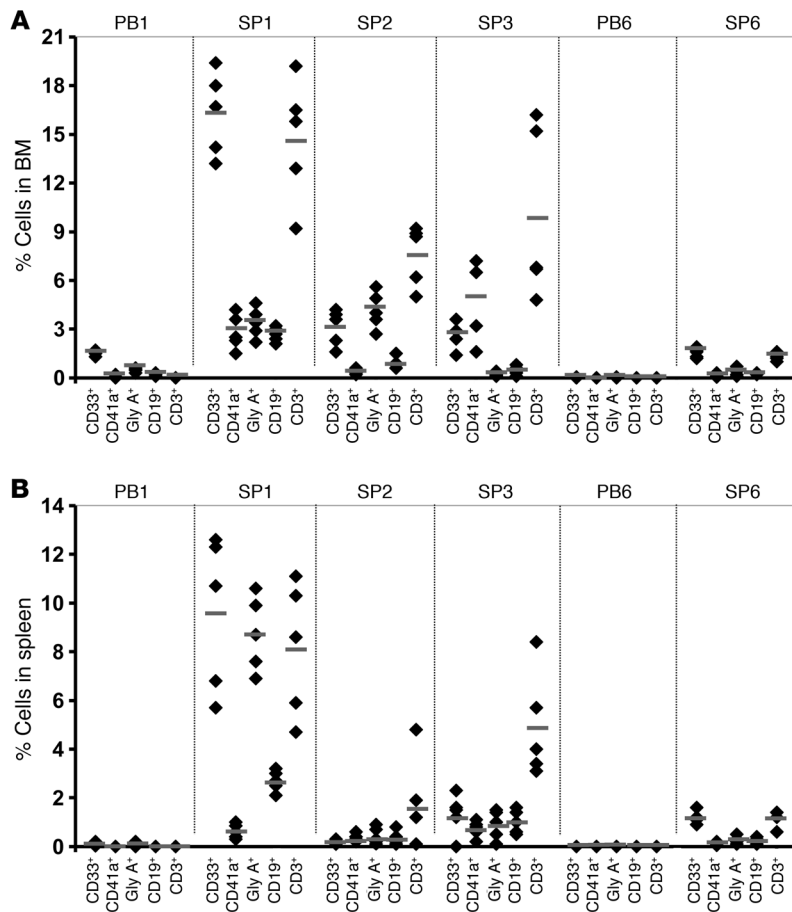 A
PB1 SP1 SP2 SP3 PB6 SP6
% Cells in BM
21
18
15
12
9
6
3
0
CD33⁺ CD41a⁺ Gly A⁺ CD19⁺ CD3⁺ CD33⁺ CD41a⁺ Gly A⁺ CD19⁺ CD3⁺ CD33⁺ CD41a⁺ Gly A⁺ CD19⁺ CD3⁺ CD33⁺ CD41a⁺ Gly A⁺ CD19⁺ CD3⁺ CD33⁺ CD41a⁺ Gly A⁺ CD19⁺ CD3⁺ CD33⁺ CD41a⁺ Gly A⁺ CD19⁺ CD3⁺
B
PB1 SP1 SP2 SP3 PB6 SP6
% Cells in spleen
14
12
10
8
6
4
2
0
CD33⁺ CD41a⁺ Gly A⁺ CD19⁺ CD3⁺ CD33⁺ CD41a⁺ Gly A⁺ CD19⁺ CD3⁺ CD33⁺ CD41a⁺ Gly A⁺ CD19⁺ CD3⁺ CD33⁺ CD41a⁺ Gly A⁺ CD19⁺ CD3⁺ CD33⁺ CD41a⁺ Gly A⁺ CD19⁺ CD3⁺ CD33⁺ CD41a⁺ Gly A⁺ CD19⁺ CD3⁺